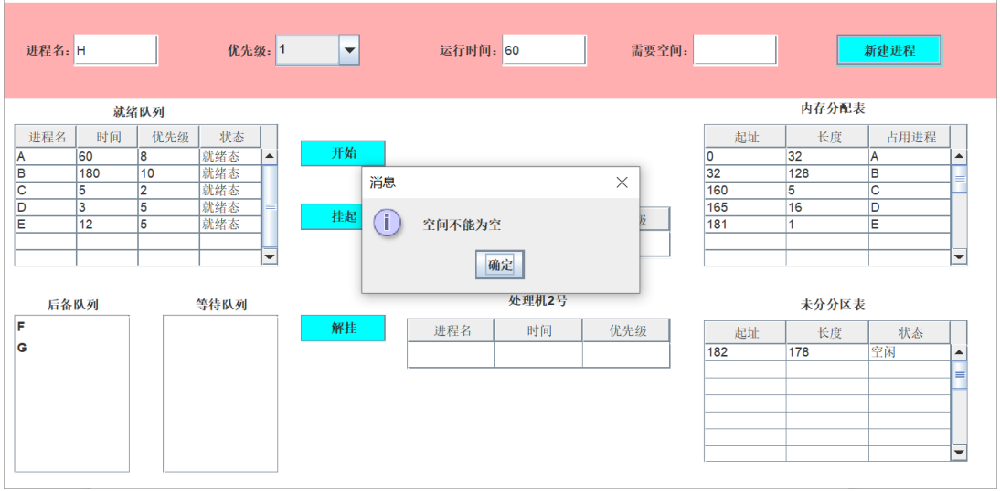 进程名: H 优先级: 1 运行时间: 60 需要空间: 新建进程
就绪队列
进程名 时间 优先级 状态
A 60 8 就绪态
B 180 10 就绪态
C 5 2 就绪态
D 3 5 就绪态
E 12 5 就绪态
开始
挂起
消息
空间不能为空
确定
内存分配表
起址 长度 占用进程
0 32 A
32 128 B
160 5 C
165 16 D
181 1 E
后备队列
F
G
等待队列
解挂
处理机2号
进程名 时间 优先级
未分分区表
起址 长度 状态
182 178 空闲